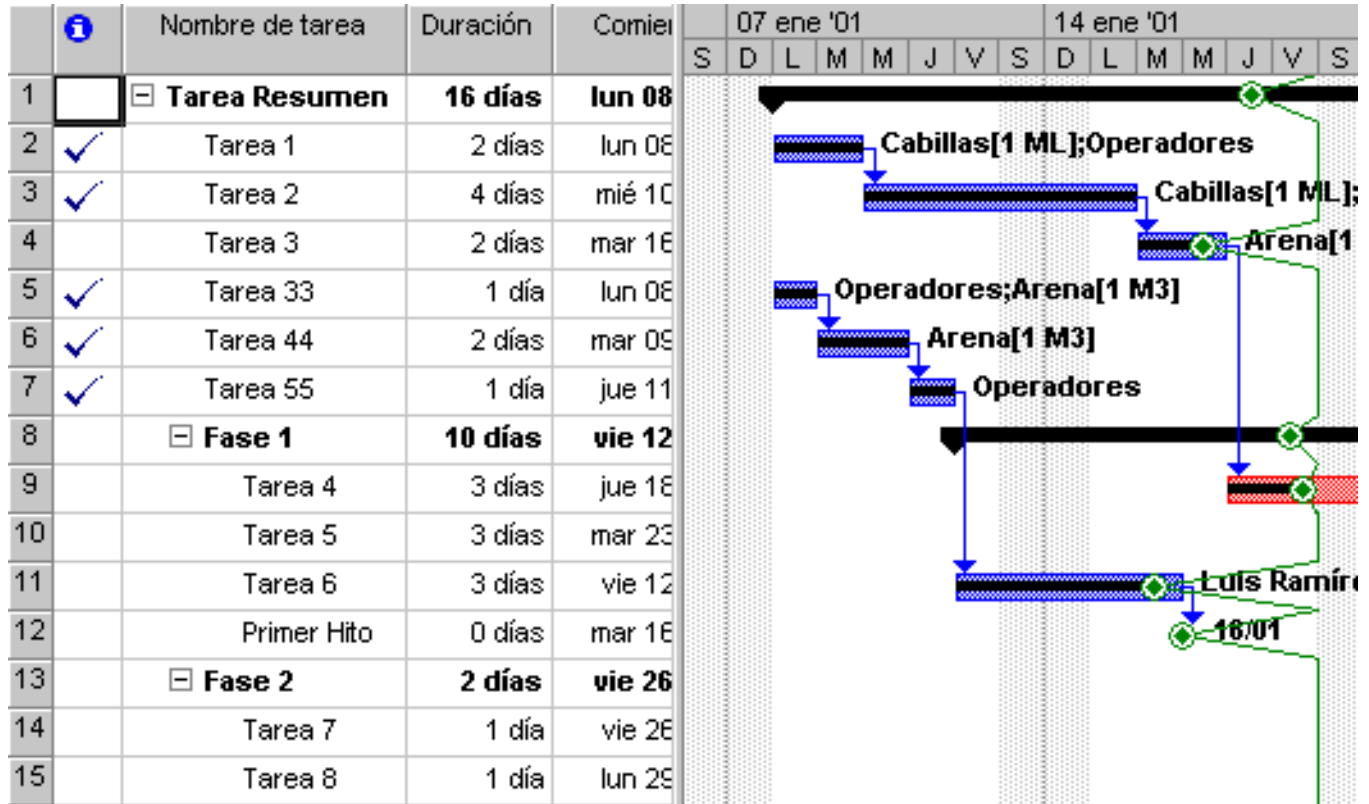 Nombre de tarea Duración Comie 07 ene '01 14 ene '01
S D L M M J V S D L M M J V S
1 Tarea Resumen 16 días lun 08
2 Tarea 1 2 días lun 08 Cabillas[1 ML];Operadores
3 Tarea 2 4 días mié 10 Cabillas[1 ML];
4 Tarea 3 2 días mar 16 Arena[1
5 Tarea 33 1 día lun 08 Operadores;Arena[1 M3]
6 Tarea 44 2 días mar 09 Arena[1 M3]
7 Tarea 55 1 día jue 11 Operadores
8 Fase 1 10 días vie 12
9 Tarea 4 3 días jue 18
10 Tarea 5 3 días mar 23
11 Tarea 6 3 días vie 12 Luis Ramíre
12 Primer Hito 0 días mar 16 16/01
13 Fase 2 2 días vie 26
14 Tarea 7 1 día vie 26
15 Tarea 8 1 día lun 29